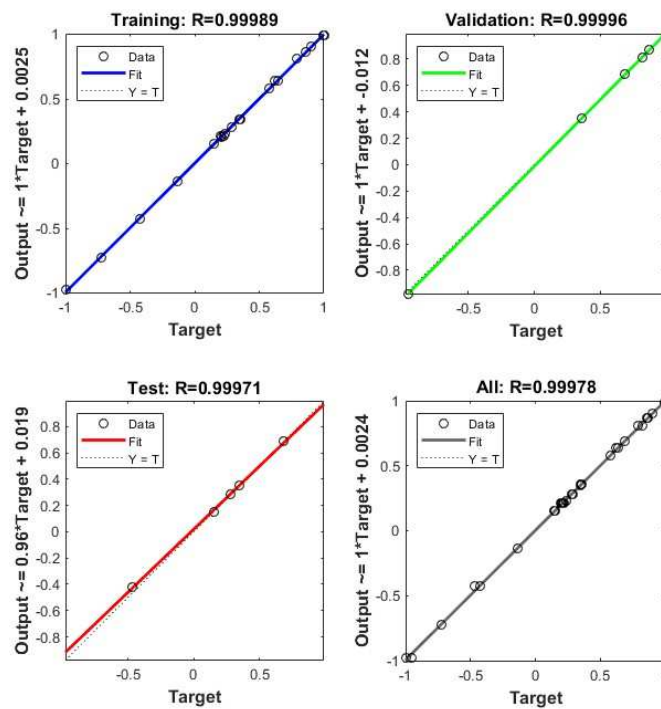 Training: R=0.99989
Output ~= 1*Target + 0.0025
1
0.5
0
-0.5
-1
Data
Fit
Y = T
-1
-0.5
0
0.5
1
Target
Validation: R=0.99996
Output ~= 1*Target + -0.012
0.8
0.6
0.4
0.2
0
-0.2
-0.4
-0.6
-0.8
Data
Fit
Y = T
-0.5
0
0.5
Target
Test: R=0.99971
Output ~= 0.96*Target + 0.019
0.8
0.6
0.4
0.2
0
-0.2
-0.4
-0.6
-0.8
Data
Fit
Y = T
-0.5
0
0.5
Target
All: R=0.99978
Output ~= 1*Target + 0.0024
1
0.5
0
-0.5
-1
Data
Fit
Y = T
-1
-0.5
0
0.5
Target